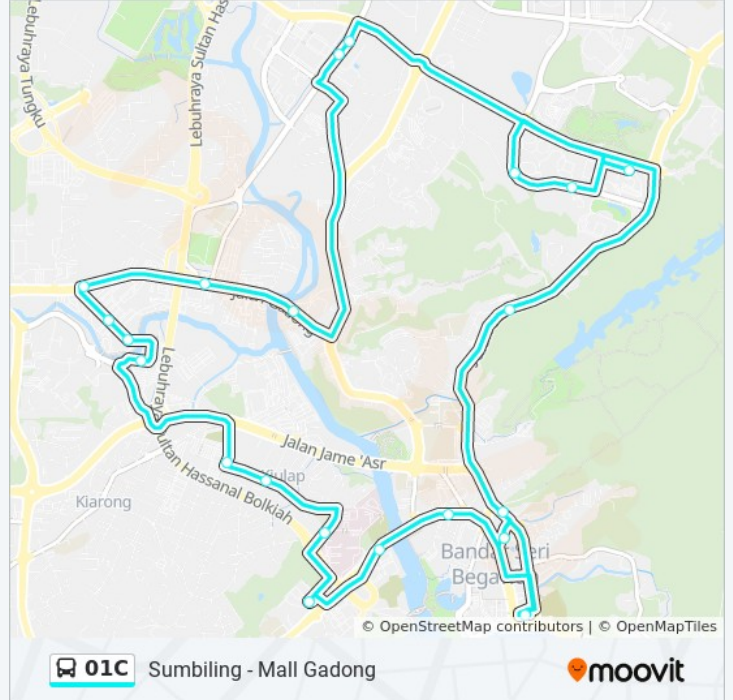 Lebuhraya Tungku
Lebuhraya Sultan Has
Jalan Gadong
Lebuhraya Sultan Hassanal Bolkiah
Jalan Jame 'Asr
Kiulap
Kiarong
Bandar Seri
Bega
© OpenStreetMap contributors | © OpenMapTiles
01C Sumbiling - Mall Gadong
moovit